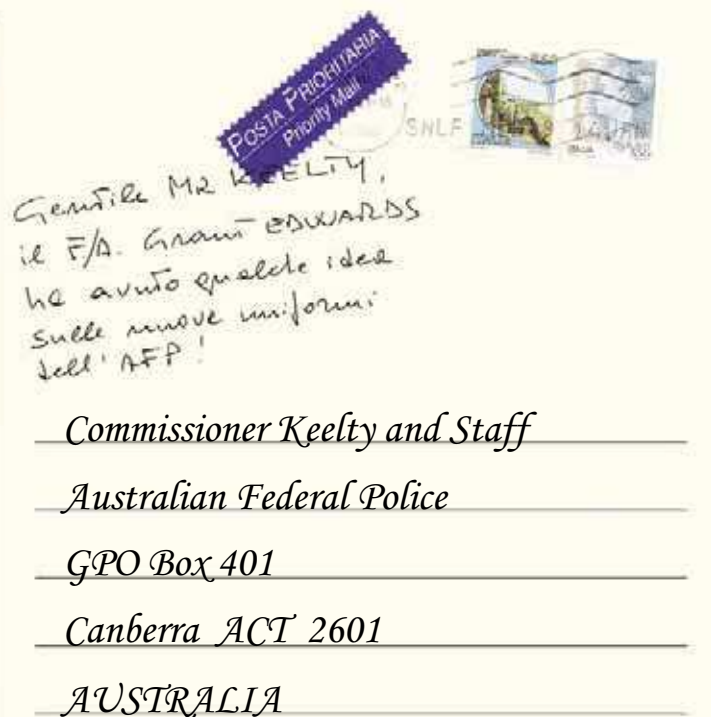 POSTA PRIORITARIA
Priority Mail
SNLF
ITALIA
Gentile MR KEELTY,
il F/A. Grant EDWARDS
ha avuto qualche idea
sulle nuove uniformi
dell' AFP!
Commissioner Keelty and Staff
Australian Federal Police
GPO Box 401
Canberra ACT 2601
AUSTRALIA